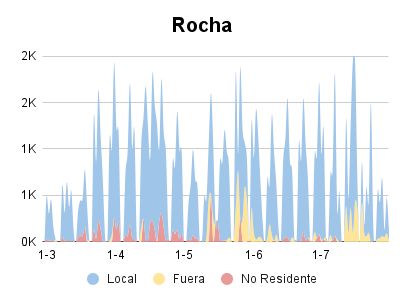 Rocha
2K
2K
1K
1K
0K
1-3 1-4 1-5 1-6 1-7
Local Fuera No Residente